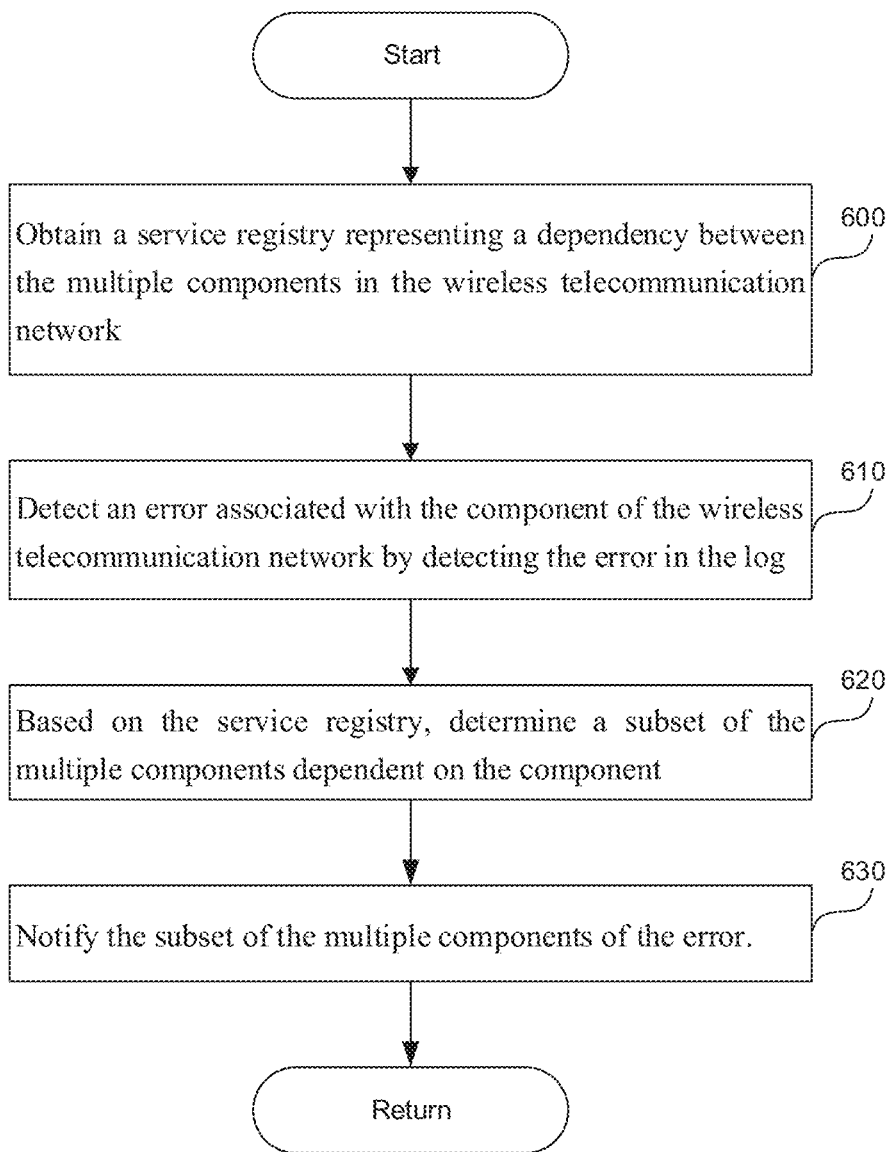 Start
Obtain a service registry representing a dependency between
the multiple components in the wireless telecommunication
network
600
Detect an error associated with the component of the wireless
telecommunication network by detecting the error in the log
610
Based on the service registry, determine a subset of the
multiple components dependent on the component
620
Notify the subset of the multiple components of the error.
630
Return